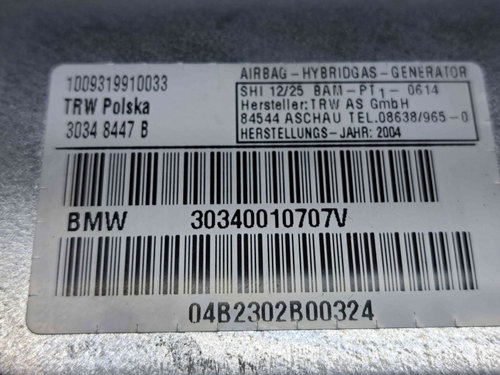 1009319910033
TRW Polska
3034 8447 B
AIRBAG-HYBRIDGAS-GENERATOR
SHI 12/25 BAM-PT1-0614
Hersteller:TRW AS GmbH
84544 ASCHAU TEL.08638/965-0
HERSTELLUNGS-JAHR:2004
BMW 30340010707V
04B2302B00324